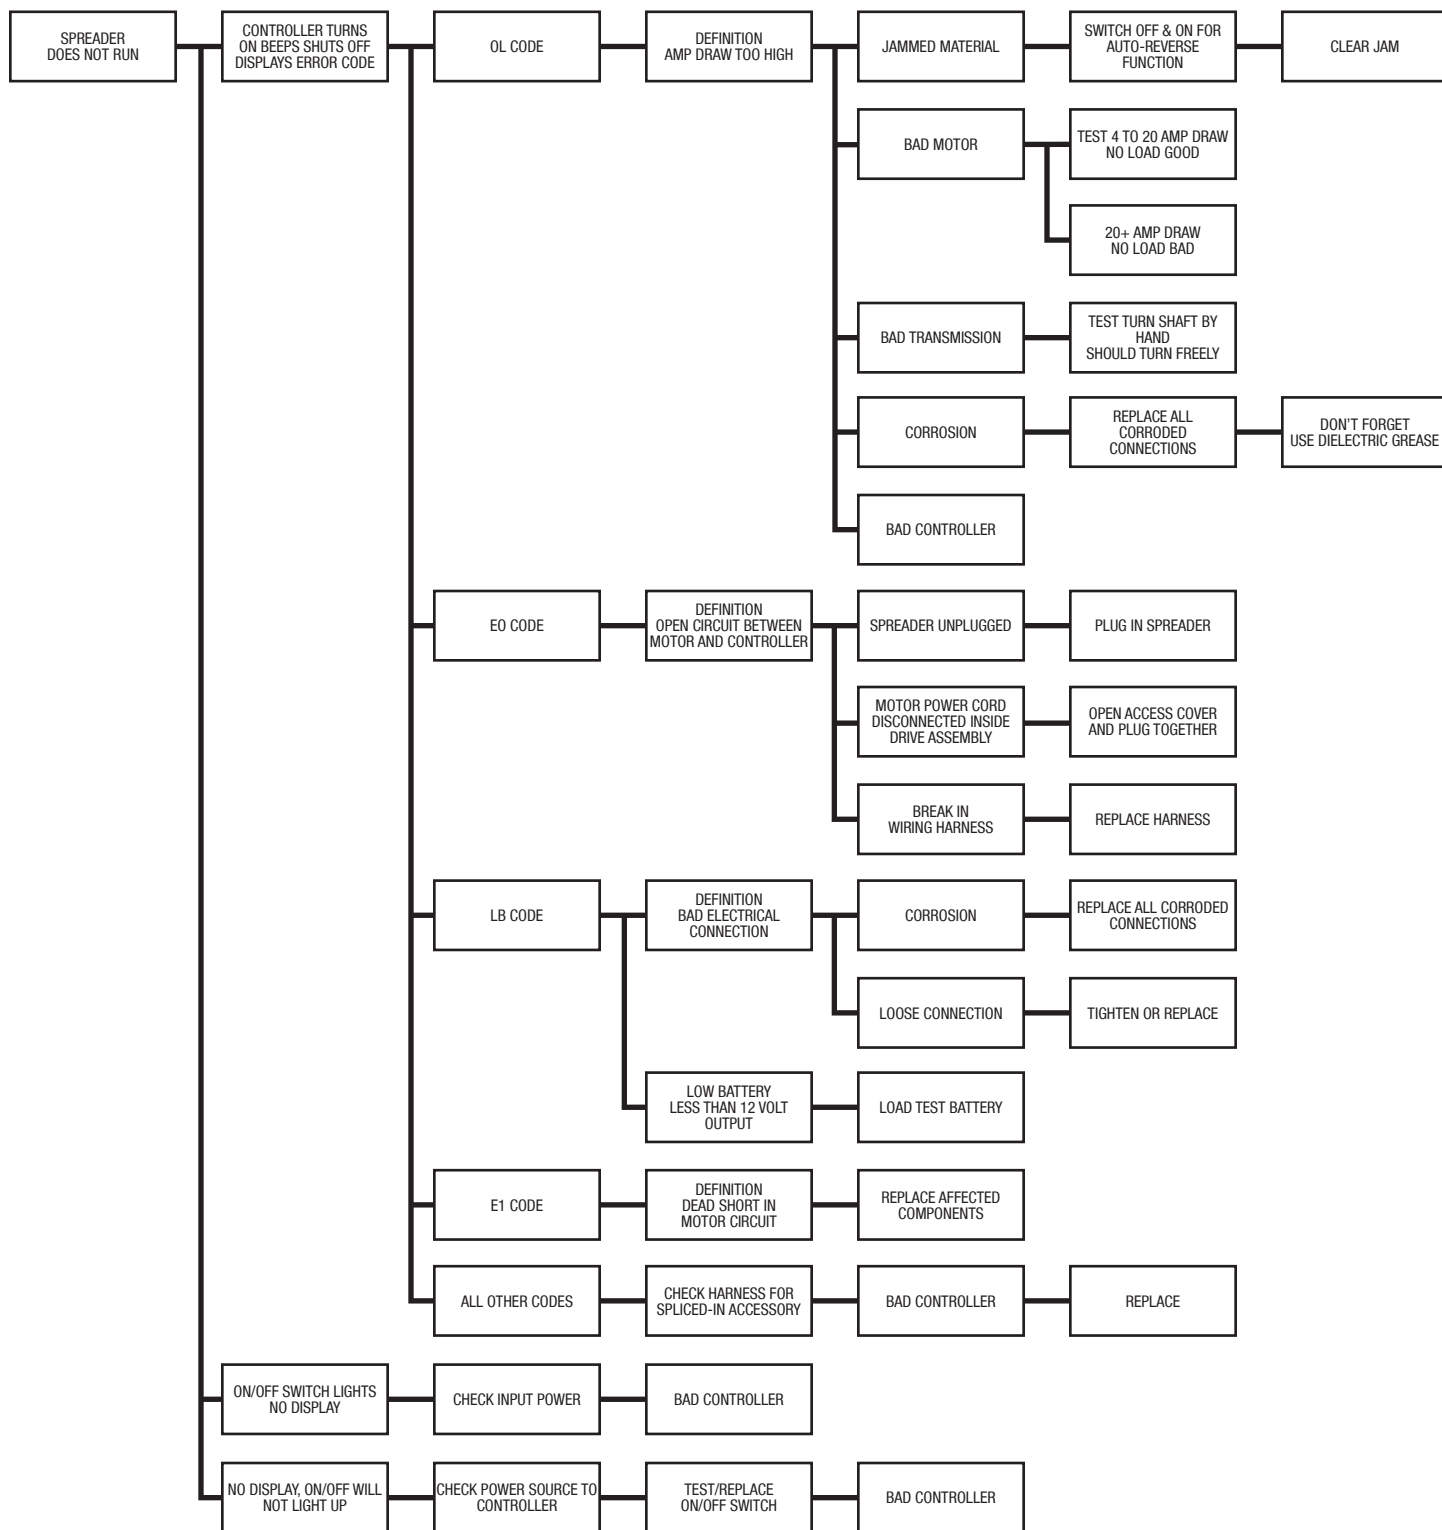 SPREADER
DOES NOT RUN
CONTROLLER TURNS
ON BEEPS SHUTS OFF
DISPLAYS ERROR CODE
OL CODE
DEFINITION
AMP DRAW TOO HIGH
JAMMED MATERIAL
SWITCH OFF & ON FOR
AUTO-REVERSE
FUNCTION
CLEAR JAM
BAD MOTOR
TEST 4 TO 20 AMP DRAW
NO LOAD GOOD
20+ AMP DRAW
NO LOAD BAD
BAD TRANSMISSION
TEST TURN SHAFT BY
HAND
SHOULD TURN FREELY
CORROSION
REPLACE ALL
CORRODED
CONNECTIONS
DON'T FORGET
USE DIELECTRIC GREASE
BAD CONTROLLER
EO CODE
DEFINITION
OPEN CIRCUIT BETWEEN
MOTOR AND CONTROLLER
SPREADER UNPLUGGED
PLUG IN SPREADER
MOTOR POWER CORD
DISCONNECTED INSIDE
DRIVE ASSEMBLY
OPEN ACCESS COVER
AND PLUG TOGETHER
BREAK IN
WIRING HARNESS
REPLACE HARNESS
LB CODE
DEFINITION
BAD ELECTRICAL
CONNECTION
CORROSION
REPLACE ALL CORRODED
CONNECTIONS
LOOSE CONNECTION
TIGHTEN OR REPLACE
LOW BATTERY
LESS THAN 12 VOLT
OUTPUT
LOAD TEST BATTERY
E1 CODE
DEFINITION
DEAD SHORT IN
MOTOR CIRCUIT
REPLACE AFFECTED
COMPONENTS
ALL OTHER CODES
CHECK HARNESS FOR
SPLICED-IN ACCESSORY
BAD CONTROLLER
REPLACE
ON/OFF SWITCH LIGHTS
NO DISPLAY
CHECK INPUT POWER
BAD CONTROLLER
NO DISPLAY, ON/OFF WILL
NOT LIGHT UP
CHECK POWER SOURCE TO
CONTROLLER
TEST/REPLACE
ON/OFF SWITCH
BAD CONTROLLER